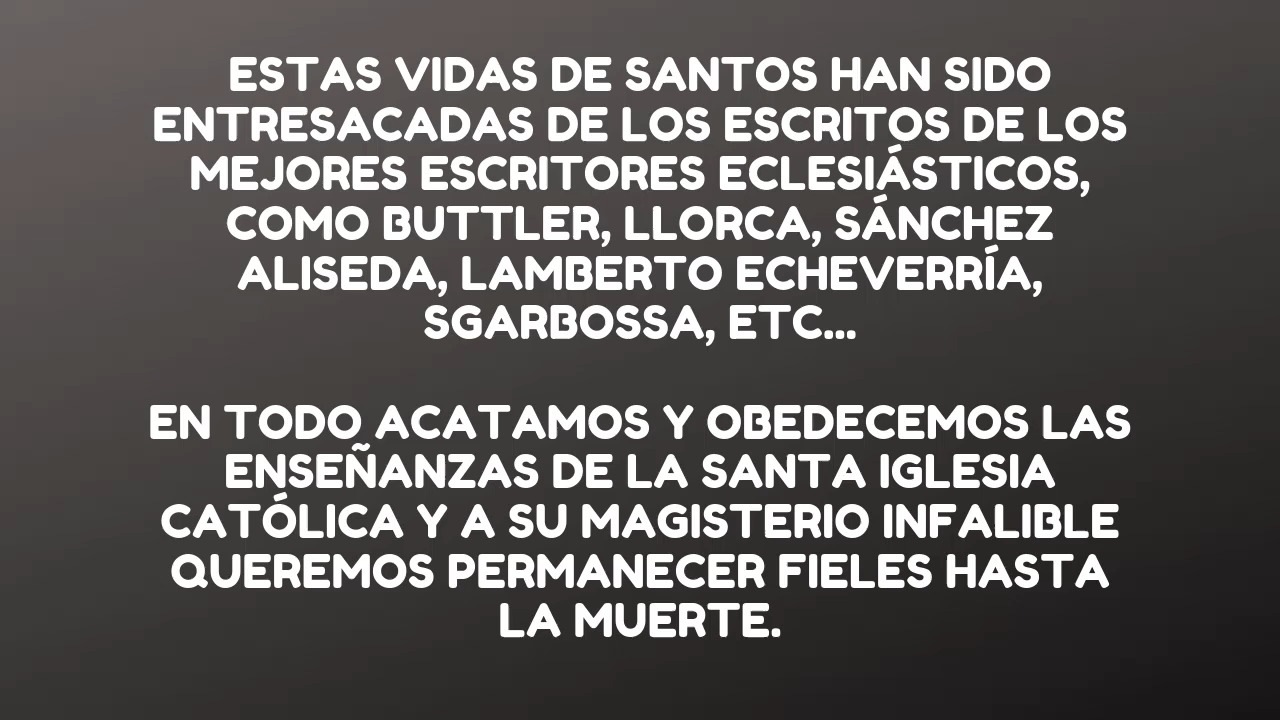 ESTAS VIDAS DE SANTOS HAN SIDO
ENTRESACADAS DE LOS ESCRITOS DE LOS
MEJORES ESCRITORES ECLESIÁSTICOS,
COMO BUTTLER, LLORCA, SÁNCHEZ
ALISEDA, LAMBERTO ECHEVERRÍA,
SGARBOSSA, ETC...
EN TODO ACATAMOS Y OBEDECEMOS LAS
ENSEÑANZAS DE LA SANTA IGLESIA
CATÓLICA Y A SU MAGISTERIO INFALIBLE
QUEREMOS PERMANECER FIELES HASTA
LA MUERTE.